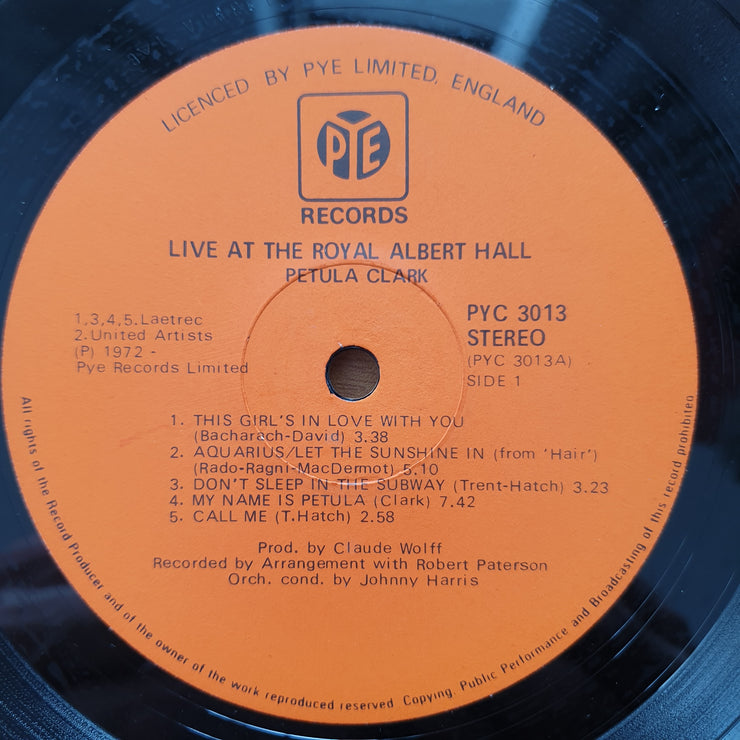 LICENCED BY PYE LIMITED, ENGLAND
PYE
RECORDS
LIVE AT THE ROYAL ALBERT HALL
PETULA CLARK
1,3,4,5. Laetrec
2. United Artists
(P) 1972 -
Pye Records Limited
PYC 3013
STEREO
(PYC 3013A)
SIDE 1
1. THIS GIRL'S IN LOVE WITH YOU
(Bacharach-David) 3.38
2. AQUARIUS/LET THE SUNSHINE IN (from 'Hair')
(Rado-Ragni-MacDermot) 5.10
3. DON'T SLEEP IN THE SUBWAY (Trent-Hatch) 3.23
4. MY NAME IS PETULA (Clark) 7.42
5. CALL ME (T.Hatch) 2.58
Prod. by Claude Wolff
Recorded by Arrangement with Robert Paterson
Orch. cond. by Johnny Harris
All rights of the Record Producer and of the owner of the work reproduced reserved Copying, Public Performance and Broadcasting of this record prohibited